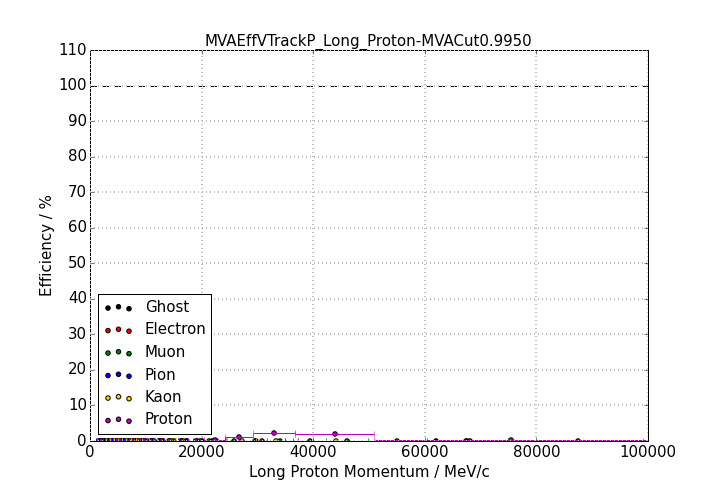 MVAEffVTrackP_Long_Proton-MVACut0.9950
110
100
90
80
70
60
50
40
30
20
10
0
Efficiency / %
Ghost
Electron
Muon
Pion
Kaon
Proton
0 20000 40000 60000 80000 100000
Long Proton Momentum / MeV/c